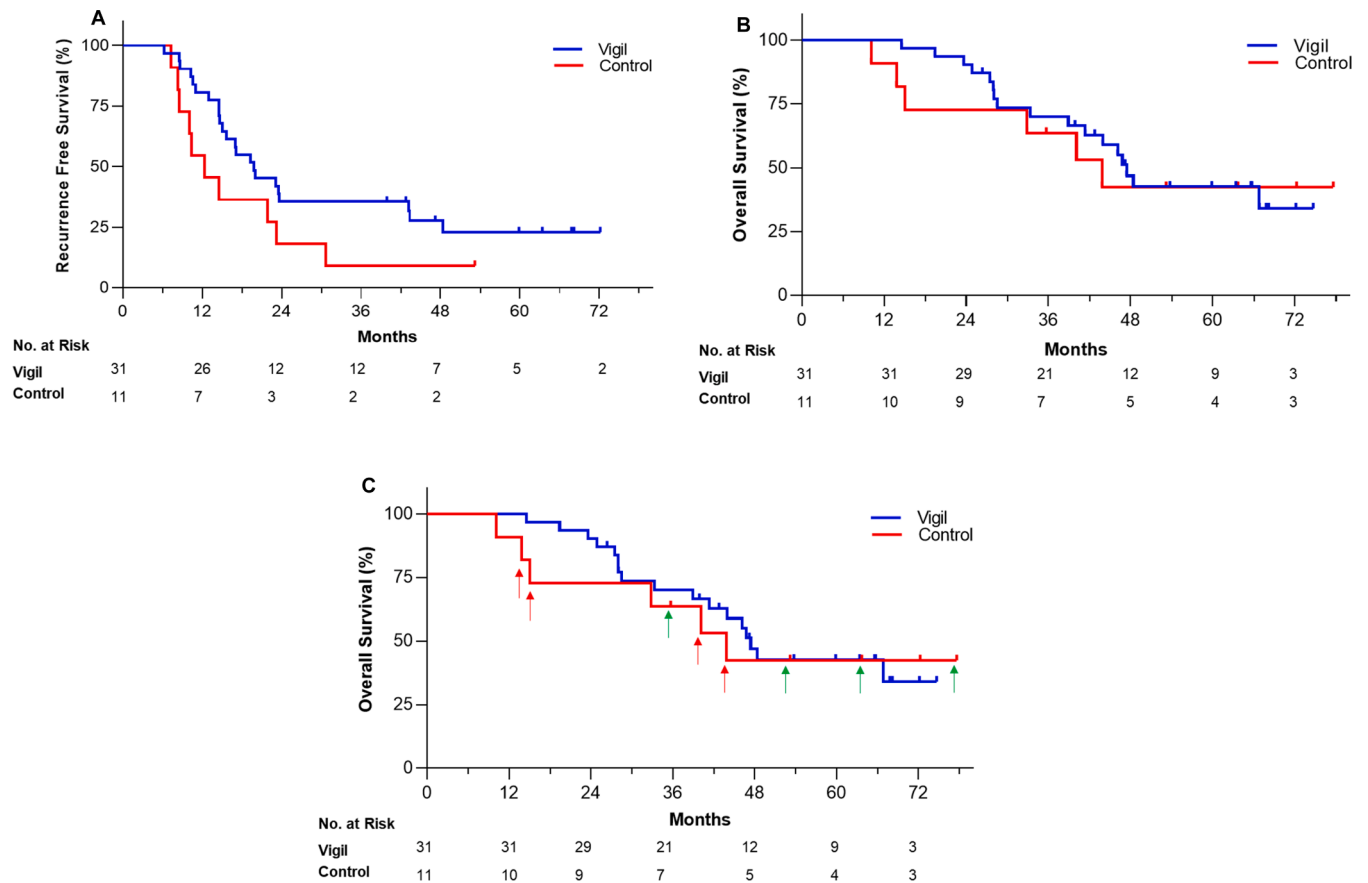 A
Recurrence Free Survival (%)
100
75
50
25
0
Vigil
Control
0 12 24 36 48 60 72
Months
No. at Risk
Vigil 31 26 12 12 7 5 2
Control 11 7 3 2 2
B
Overall Survival (%)
100
75
50
25
0
Vigil
Control
0 12 24 36 48 60 72
Months
No. at Risk
Vigil 31 31 29 21 12 9 3
Control 11 10 9 7 5 4 3
C
Overall Survival (%)
100
75
50
25
0
Vigil
Control
0 12 24 36 48 60 72
Months
No. at Risk
Vigil 31 31 29 21 12 9 3
Control 11 10 9 7 5 4 3